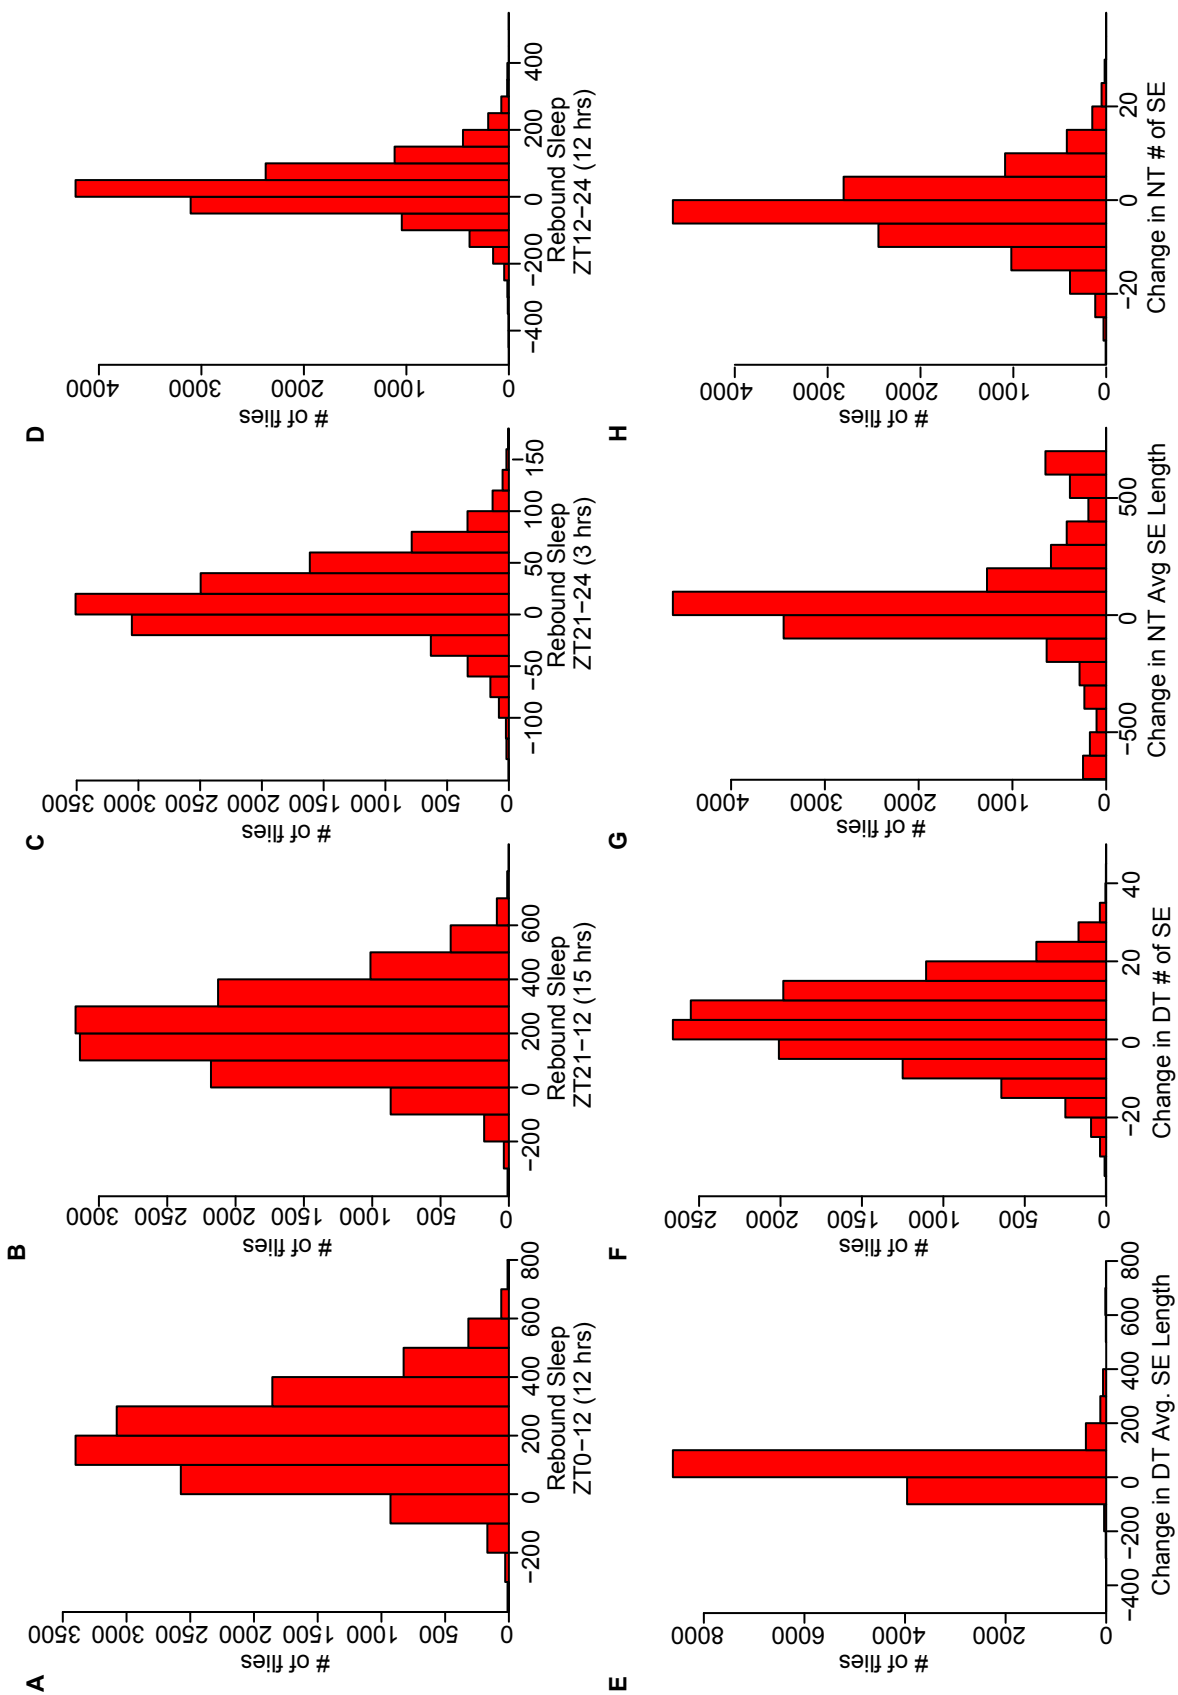 A
# of flies
3500 3000 2500 2000 1500 1000 500 0
−200 0 200 400 600 800
Rebound Sleep
ZT0−12 (12 hrs)
B
# of flies
3000 2500 2000 1500 1000 500 0
−200 0 200 400 600
Rebound Sleep
ZT21−12 (15 hrs)
C
# of flies
3500 3000 2500 2000 1500 1000 500 0
−100 −50 0 50 100 150
Rebound Sleep
ZT21−24 (3 hrs)
D
# of flies
4000 3000 2000 1000 0
−400 −200 0 200 400
Rebound Sleep
ZT12−24 (12 hrs)
E
# of flies
8000 6000 4000 2000 0
−400 −200 0 200 400 600 800
Change in DT Avg. SE Length
F
# of flies
2500 2000 1500 1000 500 0
−20 0 20 40
Change in DT # of SE
G
# of flies
4000 3000 2000 1000 0
−500 0 500
Change in NT Avg SE Length
H
# of flies
4000 3000 2000 1000 0
−20 0 20
Change in NT # of SE